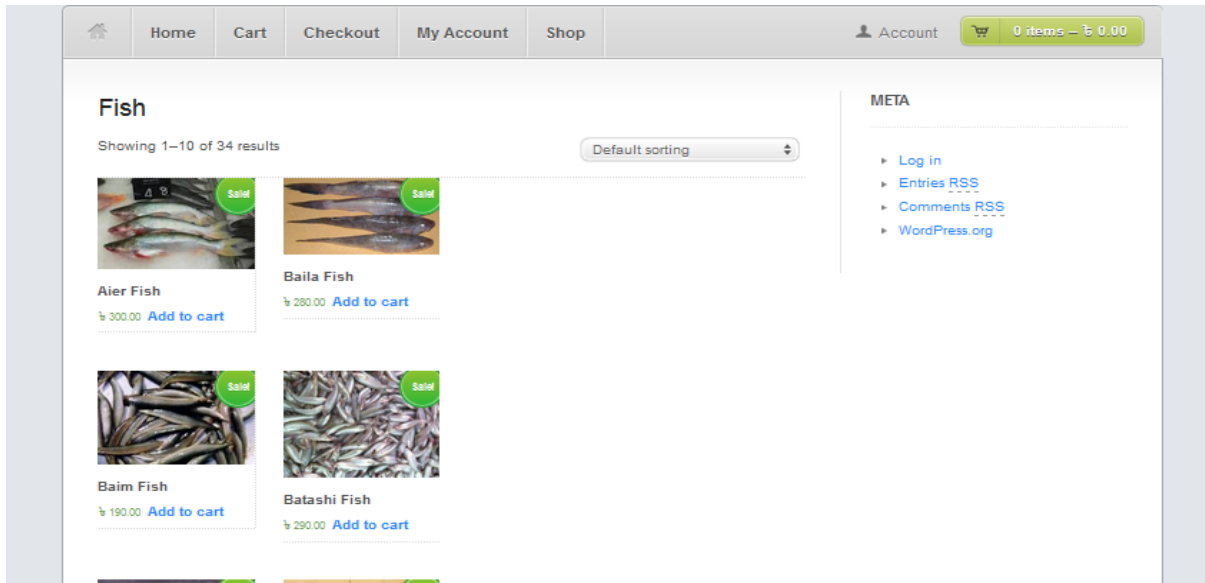 Home Cart Checkout My Account Shop Account 0 items – ৳ 0.00
Fish
Showing 1–10 of 34 results
Default sorting
META
Log in
Entries RSS
Comments RSS
WordPress.org
4 8
Sale!
Sale!
Aier Fish
৳ 300.00 Add to cart
Baila Fish
৳ 280.00 Add to cart
Sale!
Sale!
Baim Fish
৳ 190.00 Add to cart
Batashi Fish
৳ 290.00 Add to cart